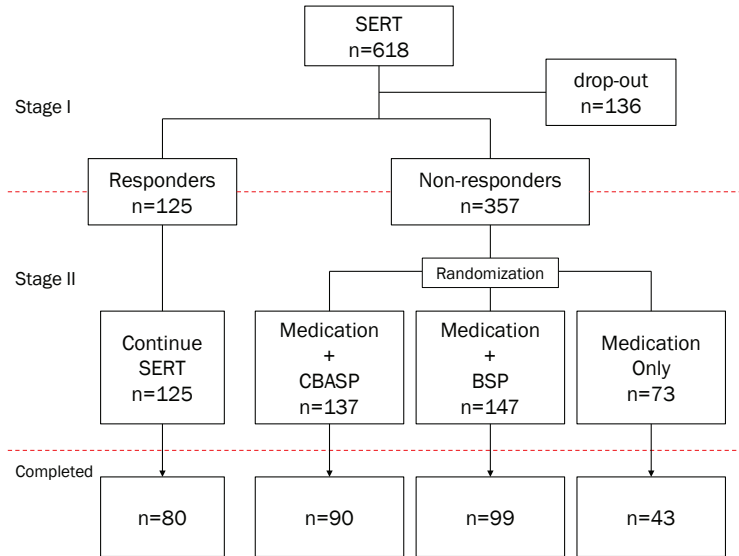 SERT
n=618
drop-out
n=136
Stage I
Responders
n=125
Non-responders
n=357
Randomization
Stage II
Continue
SERT
n=125
Medication
+
CBASP
n=137
Medication
+
BSP
n=147
Medication
Only
n=73
Completed
n=80
n=90
n=99
n=43